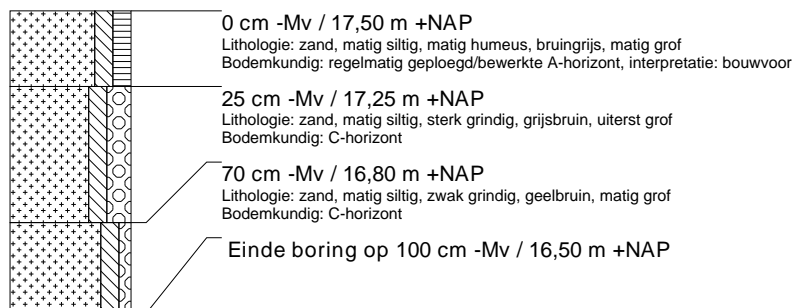 0 cm -Mv / 17,50 m +NAP
Lithologie: zand, matig siltig, matig humeus, bruingrijs, matig grof
Bodemkundig: regelmatig geploegd/bewerkte A-horizont, interpretatie: bouwvoor
25 cm -Mv / 17,25 m +NAP
Lithologie: zand, matig siltig, sterk grindig, grijsbruin, uiterst grof
Bodemkundig: C-horizont
70 cm -Mv / 16,80 m +NAP
Lithologie: zand, matig siltig, zwak grindig, geelbruin, matig grof
Bodemkundig: C-horizont
Einde boring op 100 cm -Mv / 16,50 m +NAP